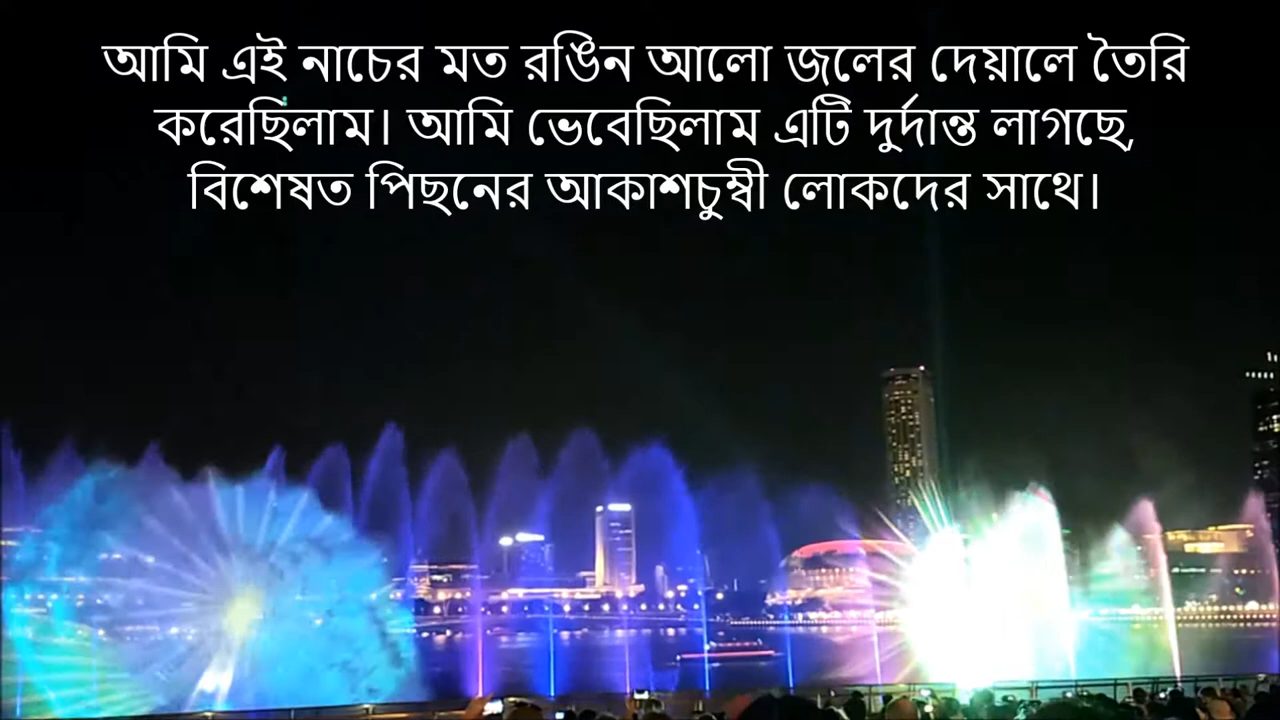 আমি এই নাচের মত রঙিন আলো জলের দেয়ালে তৈরি
করেছিলাম। আমি ভেবেছিলাম এটি দুর্দান্ত লাগছে,
বিশেষত পিছনের আকাশচুম্বী লোকদের সাথে।